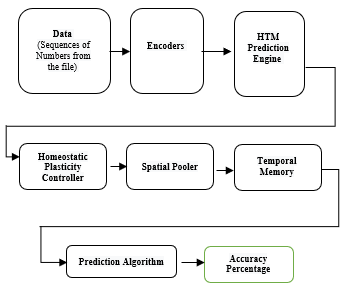 Data
(Sequences of
Numbers from
the file)
Encoders
HTM
Prediction
Engine
Homeostatic
Plasticity
Controller
Spatial Pooler
Temporal
Memory
Prediction Algorithm
Accuracy
Percentage